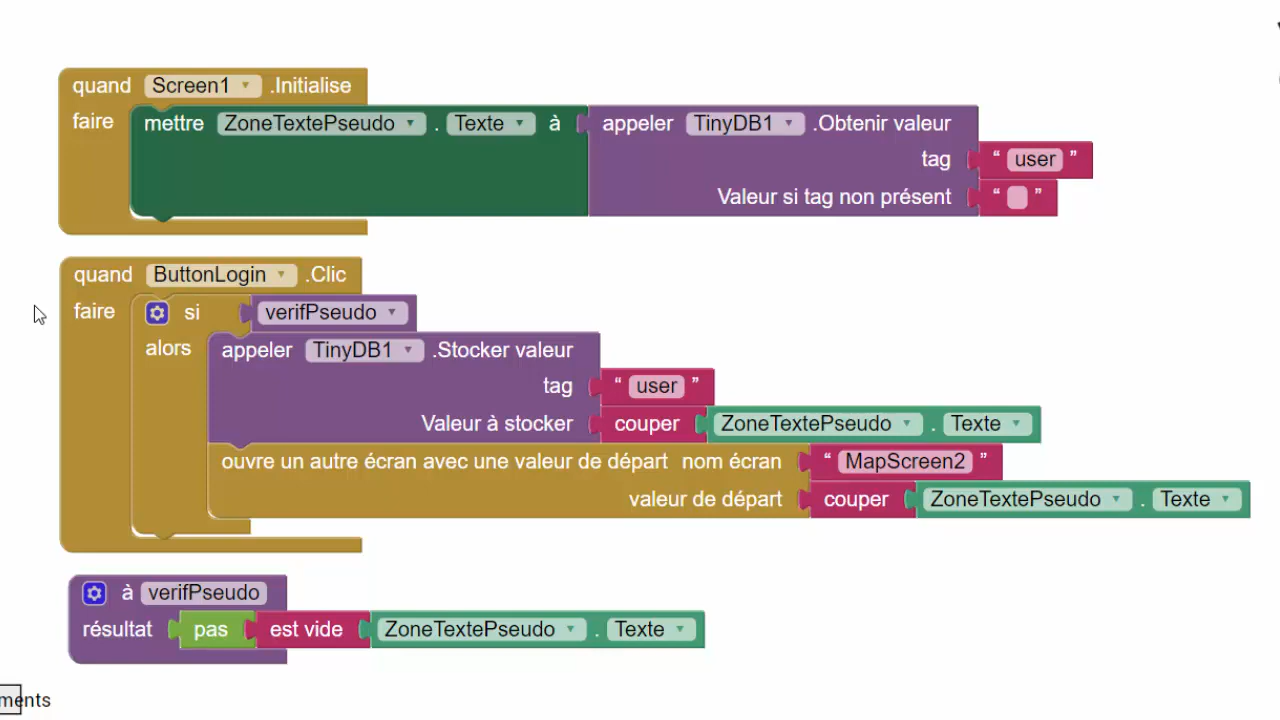 quand Screen1 .Initialise
faire mettre ZoneTextePseudo . Texte à appeler TinyDB1 .Obtenir valeur
tag " user "
Valeur si tag non présent " "
quand ButtonLogin .Clic
faire si verifPseudo
alors appeler TinyDB1 .Stocker valeur
tag " user "
Valeur à stocker couper ZoneTextePseudo . Texte
ouvre un autre écran avec une valeur de départ nom écran " MapScreen2 "
valeur de départ couper ZoneTextePseudo . Texte
à verifPseudo
résultat pas est vide ZoneTextePseudo . Texte
ments